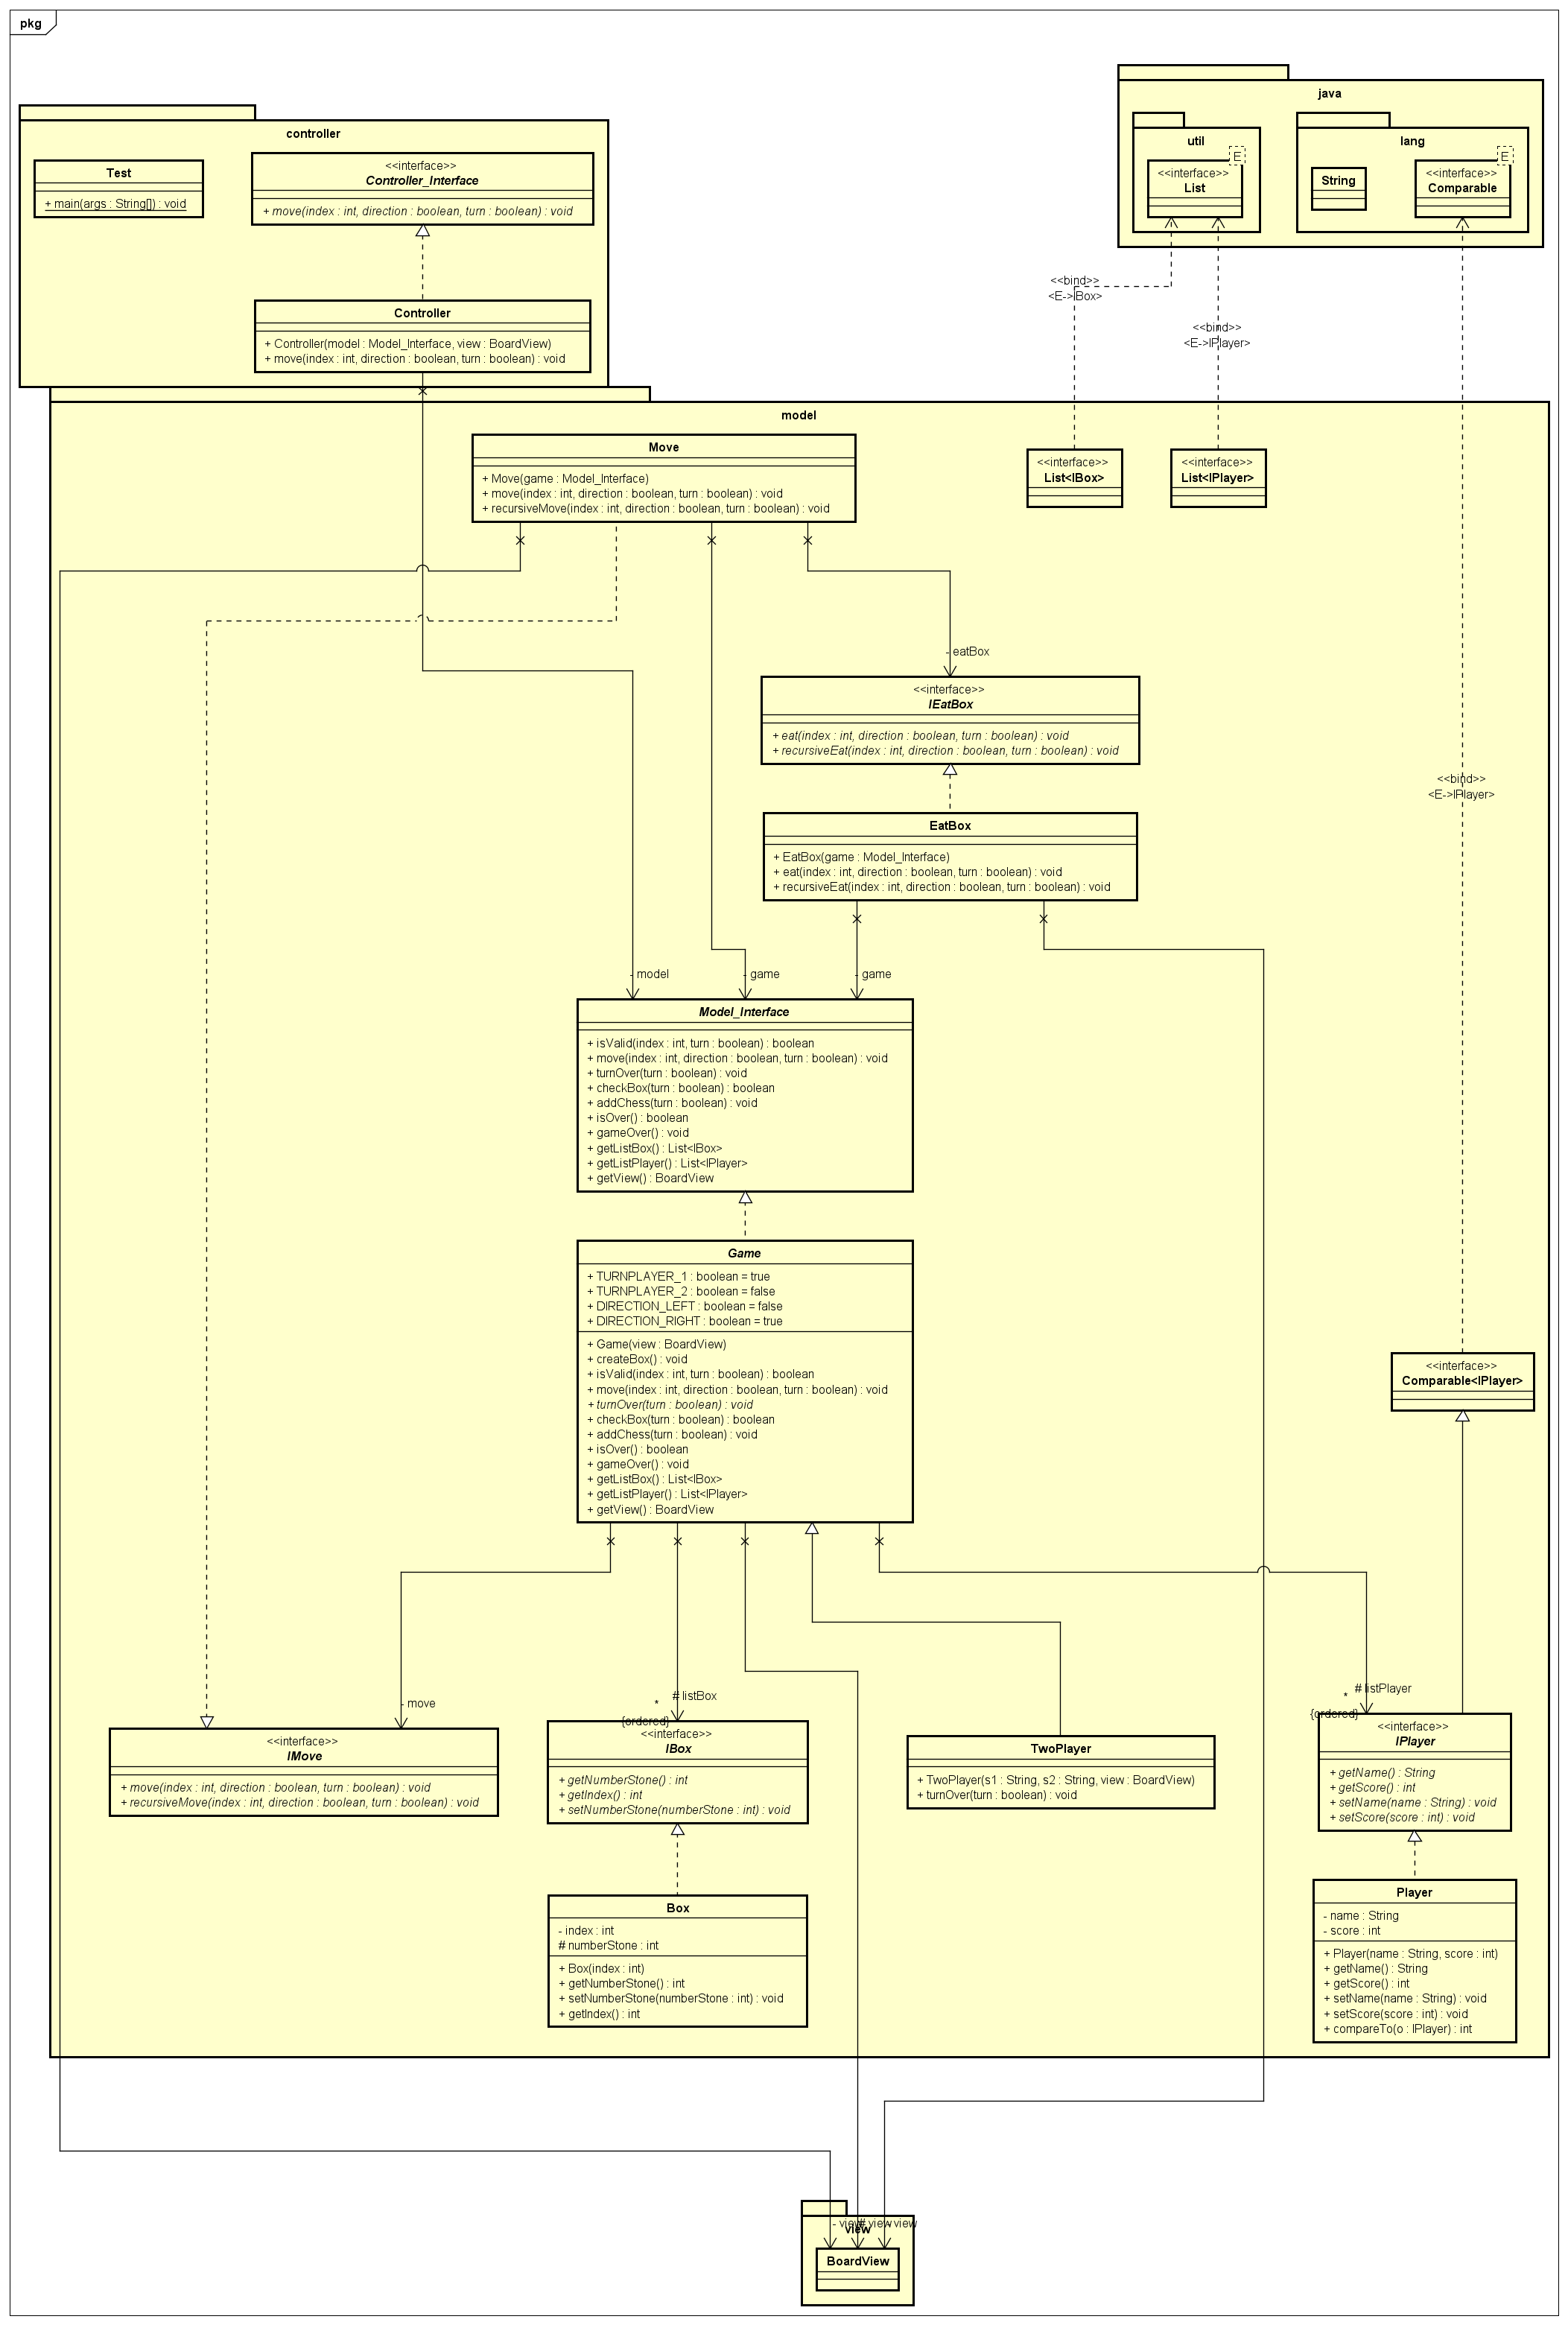 pkg
java
util
E
<<interface>>
List
lang
String
E
<<interface>>
Comparable
controller
Test
+ main(args : String[]) : void
<<interface>>
Controller_Interface
+ move(index : int, direction : boolean, turn : boolean) : void
Controller
+ Controller(model : Model_Interface, view : BoardView)
+ move(index : int, direction : boolean, turn : boolean) : void
<<bind>>
<E->IBox>
<<bind>>
<E->IPlayer>
model
Move
+ Move(game : Model_Interface)
+ move(index : int, direction : boolean, turn : boolean) : void
+ recursiveMove(index : int, direction : boolean, turn : boolean) : void
<<interface>>
List<IBox>
<<interface>>
List<IPlayer>
- eatBox
<<interface>>
IEatBox
+ eat(index : int, direction : boolean, turn : boolean) : void
+ recursiveEat(index : int, direction : boolean, turn : boolean) : void
<<bind>>
<E->IPlayer>
EatBox
+ EatBox(game : Model_Interface)
+ eat(index : int, direction : boolean, turn : boolean) : void
+ recursiveEat(index : int, direction : boolean, turn : boolean) : void
- model
- game
- game
Model_Interface
+ isValid(index : int, turn : boolean) : boolean
+ move(index : int, direction : boolean, turn : boolean) : void
+ turnOver(turn : boolean) : void
+ checkBox(turn : boolean) : boolean
+ addChess(turn : boolean) : void
+ isOver() : boolean
+ gameOver() : void
+ getListBox() : List<IBox>
+ getListPlayer() : List<IPlayer>
+ getView() : BoardView
Game
+ TURNPLAYER_1 : boolean = true
+ TURNPLAYER_2 : boolean = false
+ DIRECTION_LEFT : boolean = false
+ DIRECTION_RIGHT : boolean = true
+ Game(view : BoardView)
+ createBox() : void
+ isValid(index : int, turn : boolean) : boolean
+ move(index : int, direction : boolean, turn : boolean) : void
+ turnOver(turn : boolean) : void
+ checkBox(turn : boolean) : boolean
+ addChess(turn : boolean) : void
+ isOver() : boolean
+ gameOver() : void
+ getListBox() : List<IBox>
+ getListPlayer() : List<IPlayer>
+ getView() : BoardView
<<interface>>
Comparable<IPlayer>
- move
<<interface>>
IMove
+ move(index : int, direction : boolean, turn : boolean) : void
+ recursiveMove(index : int, direction : boolean, turn : boolean) : void
# listBox
*
{ordered}
<<interface>>
IBox
+ getNumberStone() : int
+ getIndex() : int
+ setNumberStone(numberStone : int) : void
TwoPlayer
+ TwoPlayer(s1 : String, s2 : String, view : BoardView)
+ turnOver(turn : boolean) : void
# listPlayer
*
{ordered}
<<interface>>
IPlayer
+ getName() : String
+ getScore() : int
+ setName(name : String) : void
+ setScore(score : int) : void
Box
- index : int
# numberStone : int
+ Box(index : int)
+ getNumberStone() : int
+ setNumberStone(numberStone : int) : void
+ getIndex() : int
Player
- name : String
- score : int
+ Player(name : String, score : int)
+ getName() : String
+ getScore() : int
+ setName(name : String) : void
+ setScore(score : int) : void
+ compareTo(o : IPlayer) : int
- view
# view
- view
view
BoardView